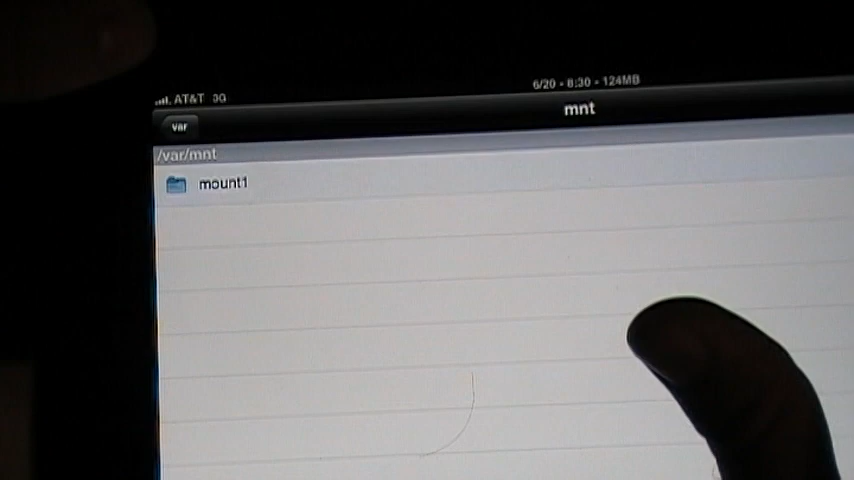 AT&T 3G
6/20 - 8:30 - 124MB
var
mnt
/var/mnt
mount1